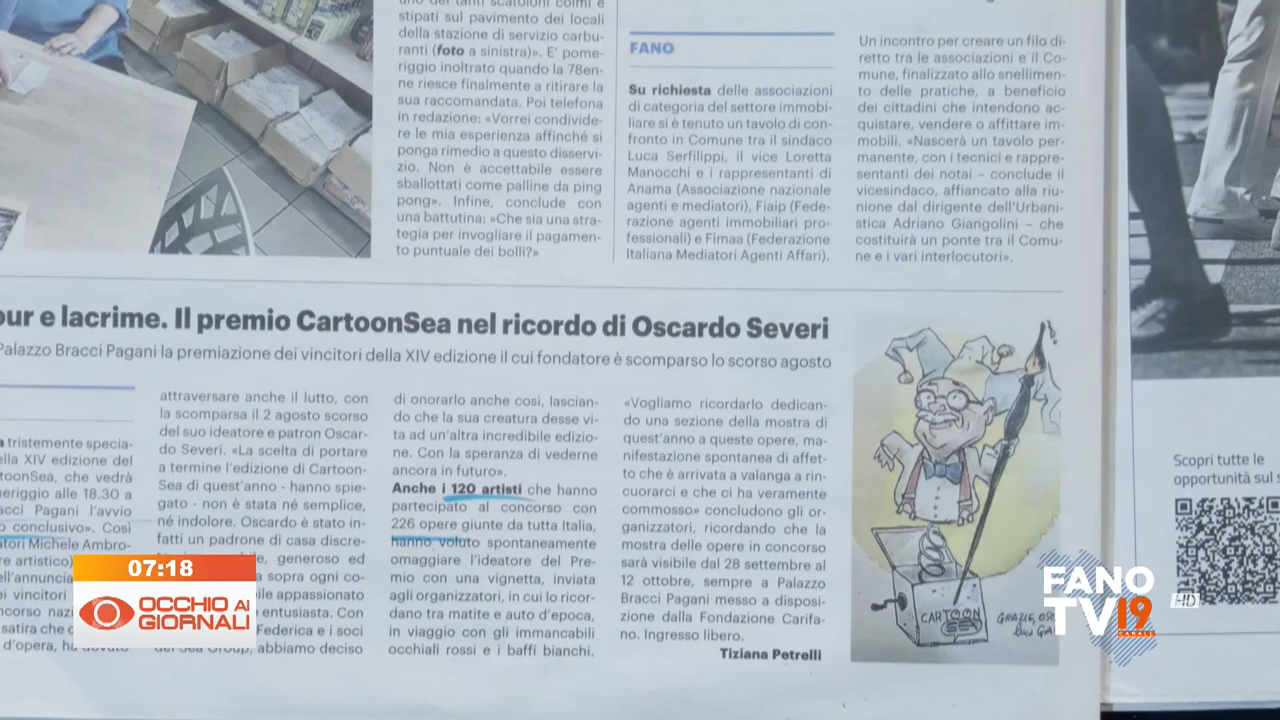 uno dei tanti scatoloni colmi e
stipati sul pavimento dei locali
della stazione di servizio carbu-
ranti (foto a sinistra)». E' pome-
riggio inoltrato quando la 78en-
ne riesce finalmente a ritirare la
sua raccomandata. Poi telefona
in redazione: «Vorrei condivide-
re le mia esperienza affinché si
ponga rimedio a questo disservi-
zio. Non è accettabile essere
sballottati come palline da ping
pong». Infine, conclude con
una battutina: «Che sia una stra-
tegia per invogliare il pagamen-
to puntuale dei bolli?»
FANO
Su richiesta delle associazioni
di categoria del settore immobi-
liare si è tenuto un tavolo di con-
fronto in Comune tra il sindaco
Luca Serfilippi, il vice Loretta
Manocchi e i rappresentanti di
Anama (Associazione nazionale
agenti e mediatori), Fiaip (Fede-
razione agenti immobiliari pro-
fessionali) e Fimaa (Federazione
Italiana Mediatori Agenti Affari).
Un incontro per creare un filo di-
retto tra le associazioni e il Co-
mune, finalizzato allo snellimen-
to delle pratiche, a beneficio
dei cittadini che intendono ac-
quistare, vendere o affittare im-
mobili. «Nascerà un tavolo per-
manente, con i tecnici e rappre-
sentanti dei notai – conclude il
vicesindaco, affiancato alla riu-
nione dal dirigente dell'Urbani-
stica Adriano Giangolini – che
costituirà un ponte tra il Comu-
ne e i vari interlocutori».
our e lacrime. Il premio CartoonSea nel ricordo di Oscardo Severi
Palazzo Bracci Pagani la premiazione dei vincitori della XIV edizione il cui fondatore è scomparso lo scorso agosto
a tristemente specia-
ella XIV edizione del
toonSea, che vedrà
eriggio alle 18.30 a
acci Pagani l'avvio
o conclusivo». Così
atori Michele Ambro-
re artistico)
ell'annuncia
ei vincitori
ncorso naz
satira che
d'opera, ha dovuto
attraversare anche il lutto, con
la scomparsa il 2 agosto scorso
del suo ideatore e patron Oscar-
do Severi. «La scelta di portare
a termine l'edizione di Cartoon-
Sea di quest'anno - hanno spie-
gato - non è stata né semplice,
né indolore. Oscardo è stato in-
fatti un padrone di casa discre-
e, generoso ed
a sopra ogni co-
ile appassionato
entusiasta. Con
Federica e i soci
del Sea Group, abbiamo deciso
di onorarlo anche così, lascian-
do che la sua creatura desse vi-
ta ad un'altra incredibile edizio-
ne. Con la speranza di vederne
ancora in futuro».
Anche i 120 artisti che hanno
partecipato al concorso con
226 opere giunte da tutta Italia,
hanno voluto spontaneamente
omaggiare l'ideatore del Pre-
mio con una vignetta, inviata
agli organizzatori, in cui lo ricor-
dano tra matite e auto d'epoca,
in viaggio con gli immancabili
occhiali rossi e i baffi bianchi.
«Vogliamo ricordarlo dedican-
do una sezione della mostra di
quest'anno a queste opere, ma-
nifestazione spontanea di affet-
to che è arrivata a valanga a rin-
cuorarci e che ci ha veramente
commosso» concludono gli or-
ganizzatori, ricordando che la
mostra delle opere in concorso
sarà visibile dal 28 settembre al
12 ottobre, sempre a Palazzo
Bracci Pagani messo a disposi-
zione dalla Fondazione Carifa-
no. Ingresso libero.
Tiziana Petrelli
CARTOON
SEA
GRAZIE,
Scopri tutte le
opportunità sul
07:18
OCCHIO AI
GIORNALI
FANO
TV19
CANALE
HD